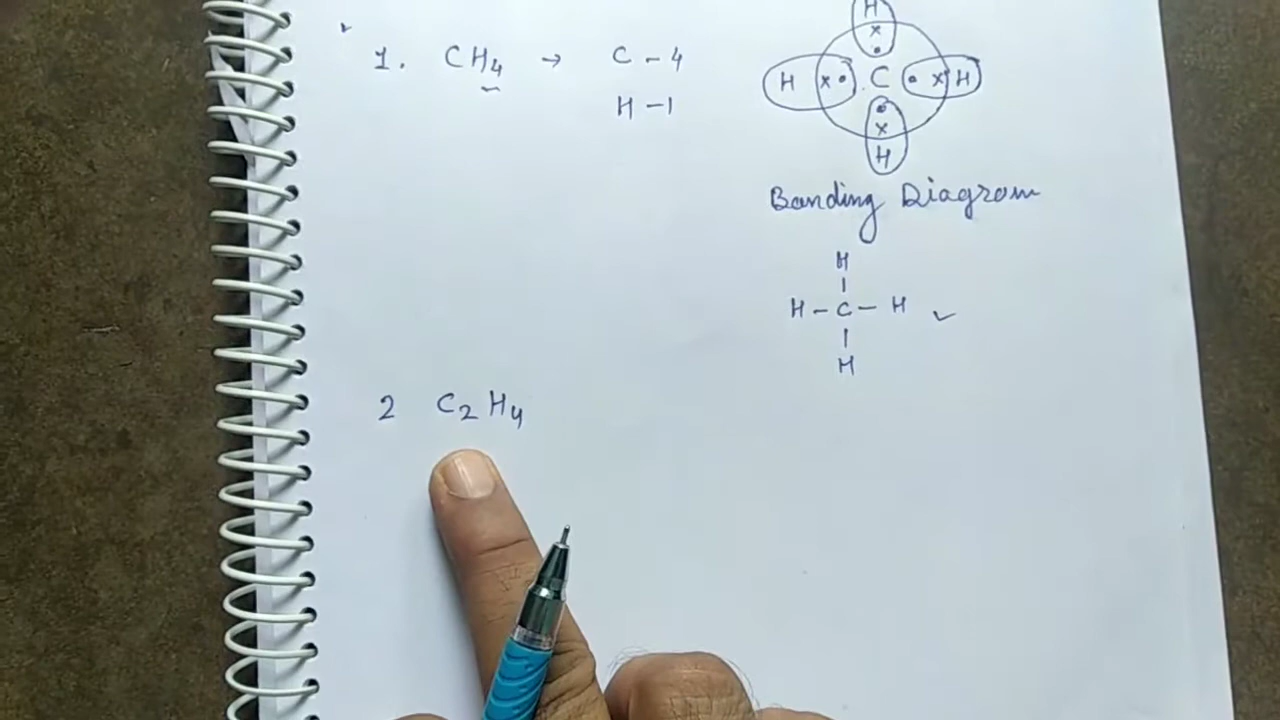 1. CH₄ → C - 4
H - 1
H
x
H x • C • x H
x
H
Bonding Diagram
H
H - C - H
H
2 C₂H₄